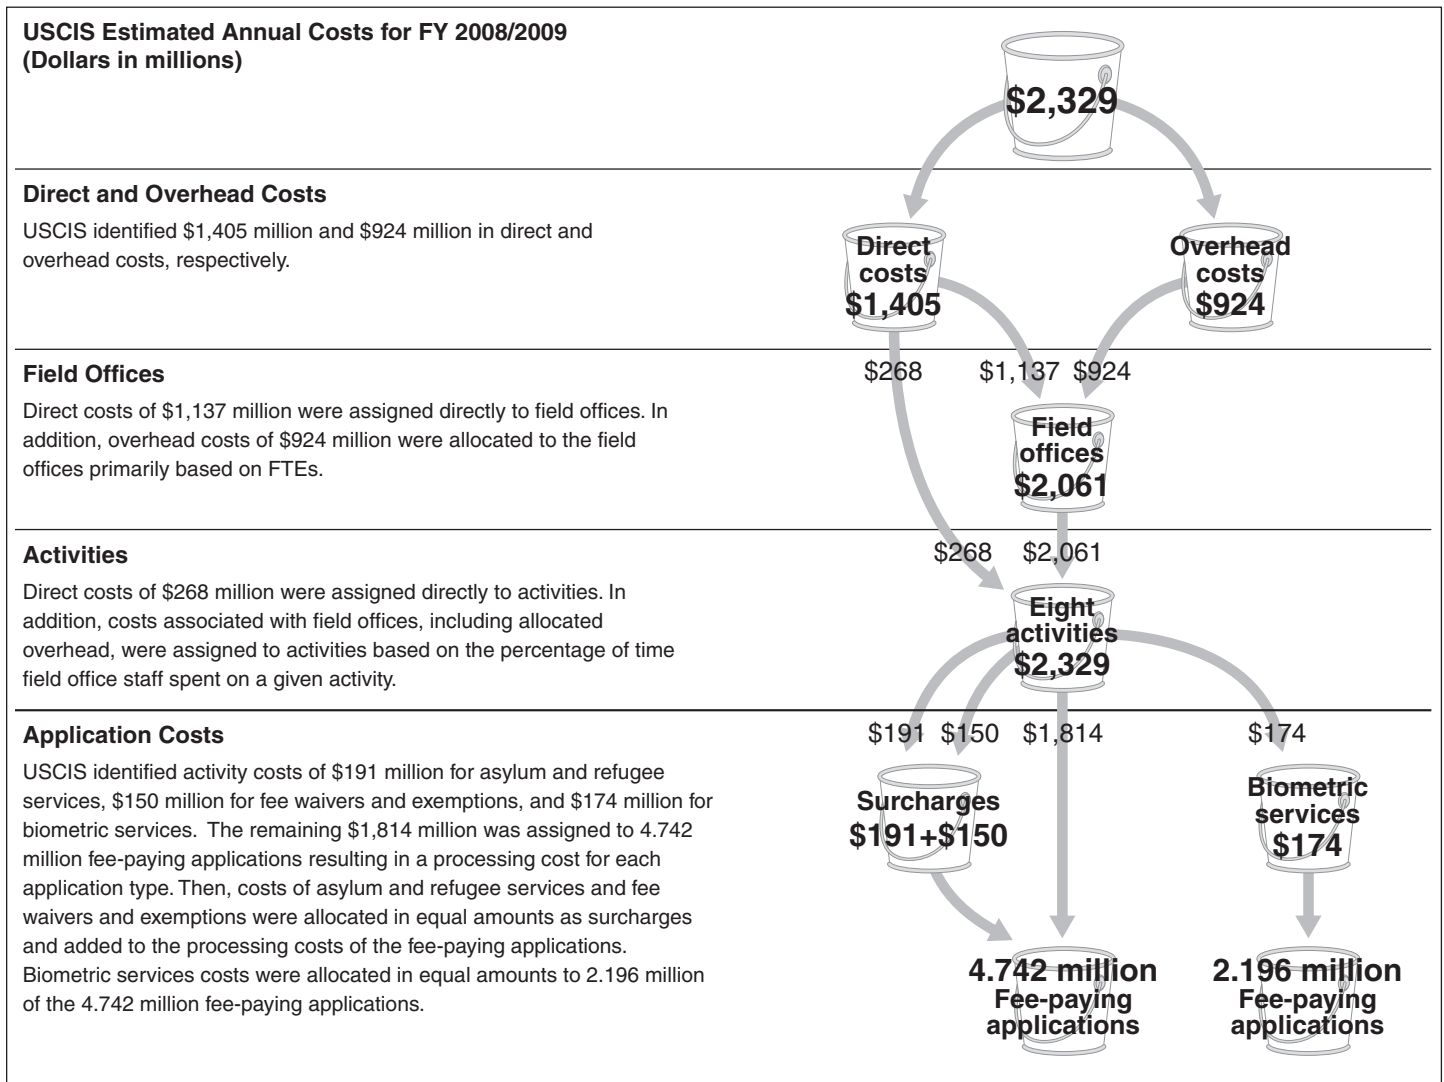 USCIS Estimated Annual Costs for FY 2008/2009
(Dollars in millions)
$2,329
Direct and Overhead Costs
USCIS identified $1,405 million and $924 million in direct and
overhead costs, respectively.
Direct
costs
$1,405
Overhead
costs
$924
Field Offices
Direct costs of $1,137 million were assigned directly to field offices. In
addition, overhead costs of $924 million were allocated to the field
offices primarily based on FTEs.
$268
$1,137
$924
Field
offices
$2,061
Activities
Direct costs of $268 million were assigned directly to activities. In
addition, costs associated with field offices, including allocated
overhead, were assigned to activities based on the percentage of time
field office staff spent on a given activity.
$268
$2,061
Eight
activities
$2,329
Application Costs
USCIS identified activity costs of $191 million for asylum and refugee
services, $150 million for fee waivers and exemptions, and $174 million for
biometric services. The remaining $1,814 million was assigned to 4.742
million fee-paying applications resulting in a processing cost for each
application type. Then, costs of asylum and refugee services and fee
waivers and exemptions were allocated in equal amounts as surcharges
and added to the processing costs of the fee-paying applications.
Biometric services costs were allocated in equal amounts to 2.196 million
of the 4.742 million fee-paying applications.
$191
$150
$1,814
$174
Surcharges
$191+$150
Biometric
services
$174
4.742 million
Fee-paying
applications
2.196 million
Fee-paying
applications